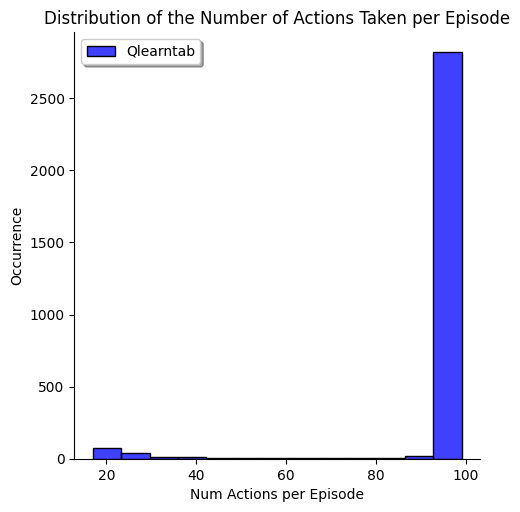 Distribution of the Number of Actions Taken per Episode
Qlearntab
2500
2000
1500
1000
500
0
Occurrence
20 40 60 80 100
Num Actions per Episode